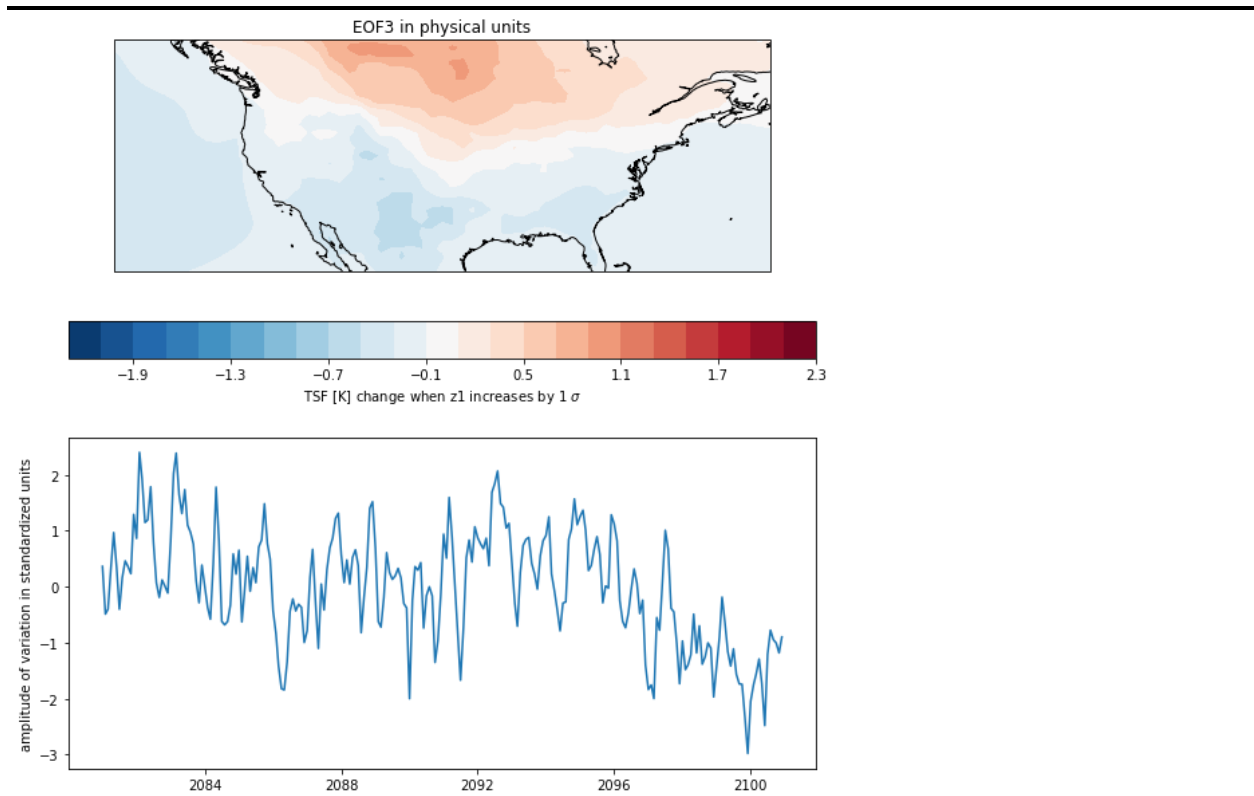 EOF3 in physical units
−1.9 −1.3 −0.7 −0.1 0.5 1.1 1.7 2.3
TSF [K] change when z1 increases by 1 σ
amplitude of variation in standardized units
2
1
0
−1
−2
−3
2084 2088 2092 2096 2100